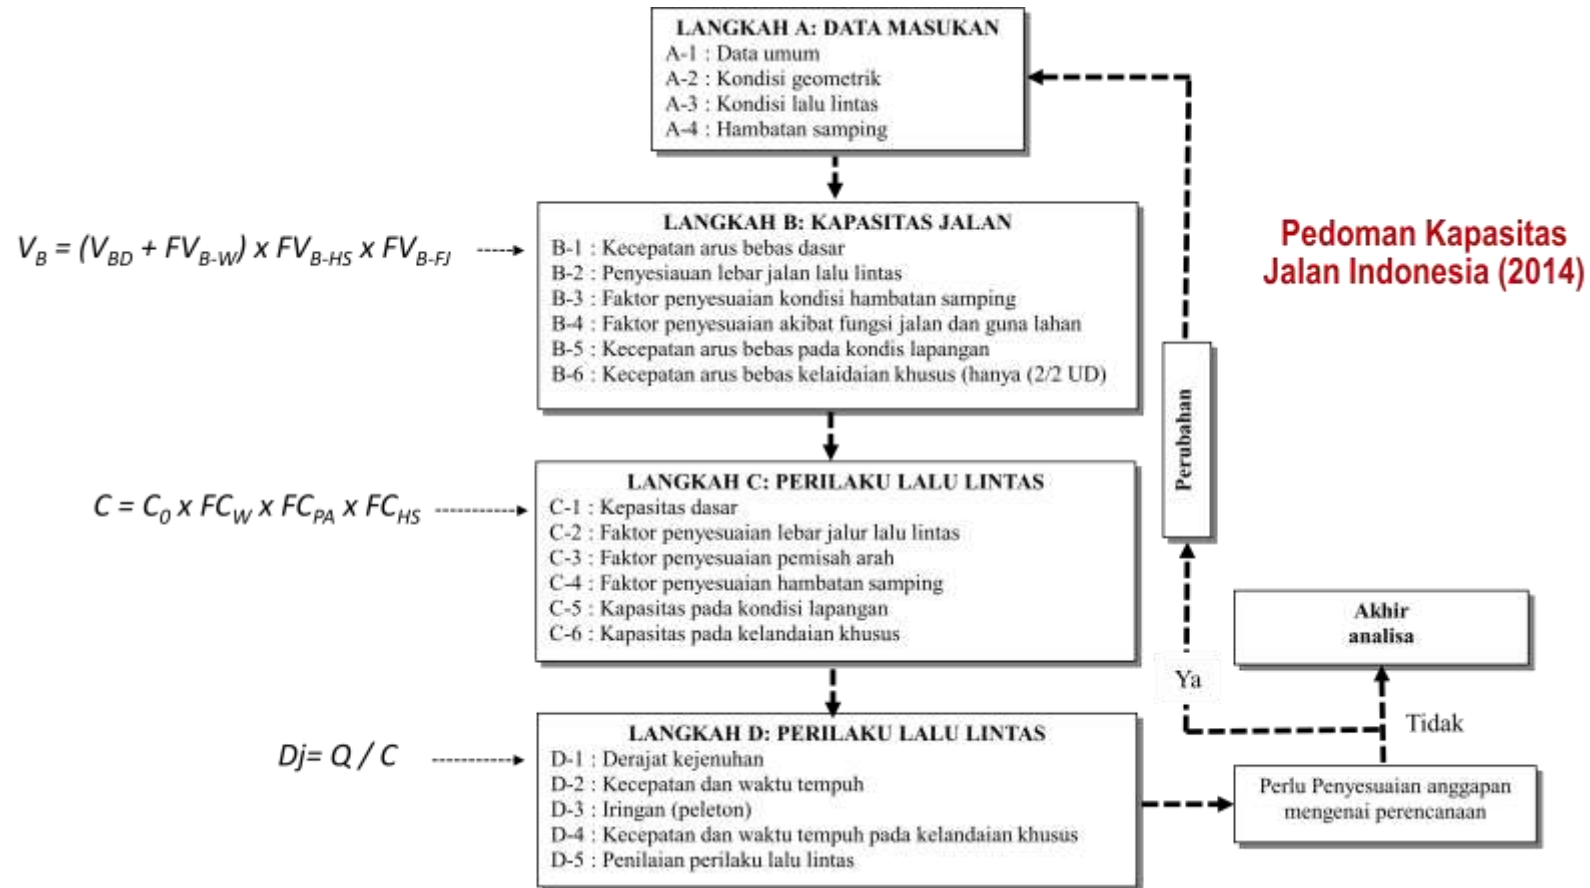 LANGKAH A: DATA MASUKAN
A-1 : Data umum
A-2 : Kondisi geometrik
A-3 : Kondisi lalu lintas
A-4 : Hambatan samping
V_B = (V_BD + FV_B-W) x FV_B-HS x FV_B-FJ
LANGKAH B: KAPASITAS JALAN
B-1 : Kecepatan arus bebas dasar
B-2 : Penyesiauan lebar jalan lalu lintas
B-3 : Faktor penyesuaian kondisi hambatan samping
B-4 : Faktor penyesuaian akibat fungsi jalan dan guna lahan
B-5 : Kecepatan arus bebas pada kondis lapangan
B-6 : Kecepatan arus bebas kelaidaian khusus (hanya (2/2 UD)
Pedoman Kapasitas
Jalan Indonesia (2014)
Perubahan
C = C_0 x FC_W x FC_PA x FC_HS
LANGKAH C: PERILAKU LALU LINTAS
C-1 : Kepasitas dasar
C-2 : Faktor penyesuaian lebar jalur lalu lintas
C-3 : Faktor penyesuaian pemisah arah
C-4 : Faktor penyesuaian hambatan samping
C-5 : Kapasitas pada kondisi lapangan
C-6 : Kapasitas pada kelandaian khusus
Akhir
analisa
Ya
Tidak
Dj= Q / C
LANGKAH D: PERILAKU LALU LINTAS
D-1 : Derajat kejenuhan
D-2 : Kecepatan dan waktu tempuh
D-3 : Iringan (peleton)
D-4 : Kecepatan dan waktu tempuh pada kelandaian khusus
D-5 : Penilaian perilaku lalu lintas
Perlu Penyesuaian anggapan
mengenai perencanaan